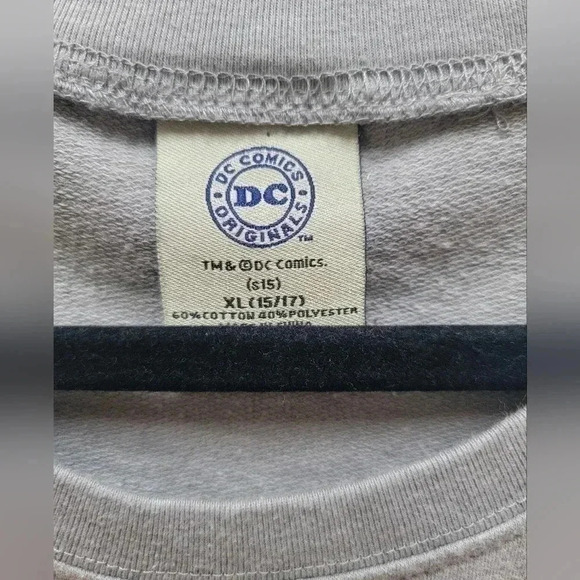 DC COMICS
DC
ORIGINALS
TM
TM & © DC Comics.
(s15)
XL (15/17)
60% COTTON 40% POLYESTER